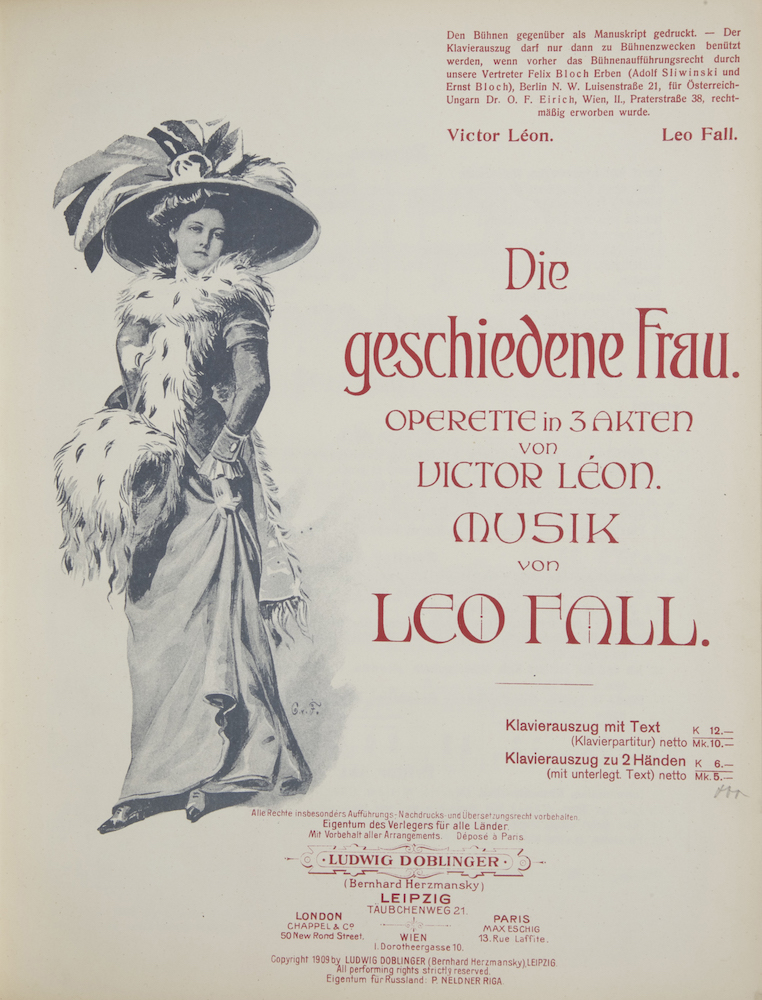 Den Bühnen gegenüber als Manuskript gedruckt. — Der
Klavierauszug darf nur dann zu Bühnenzwecken benützt
werden, wenn vorher das Bühnenaufführungsrecht durch
unsere Vertreter Felix Bloch Erben (Adolf Sliwinski und
Ernst Bloch), Berlin N. W. Luisenstraße 21, für Österreich-
Ungarn Dr. O. F. Eirich, Wien, II., Praterstraße 38, recht-
mäßig erworben wurde.
Victor Léon. Leo Fall.
Die
geschiedene Frau.
OPERETTE in 3 AKTEN
von
VICTOR LÉON.
MUSIK
von
LEO FALL.
G.v.F.
Klavierauszug mit Text K 12.—
(Klavierpartitur) netto Mk.10.—
Klavierauszug zu 2 Händen K 6.—
(mit unterlegt. Text) netto Mk.5.—
Alle Rechte insbesonders Aufführungs- Nachdrucks- und Übersetzungsrecht vorbehalten.
Eigentum des Verlegers für alle Länder.
Mit Vorbehalt aller Arrangements. Déposé à Paris.
LUDWIG DOBLINGER
(Bernhard Herzmansky)
LEIPZIG
TÄUBCHENWEG 21.
LONDON
CHAPPELL & Cº
50 New Bond Street.
WIEN
I. Dorotheergasse 10.
PARIS
MAX ESCHIG
13. Rue Laffite.
Copyright 1909 by LUDWIG DOBLINGER (Bernhard Herzmansky), LEIPZIG.
All performing rights strictly reserved.
Eigentum für Russland: P. NELDNER RIGA.